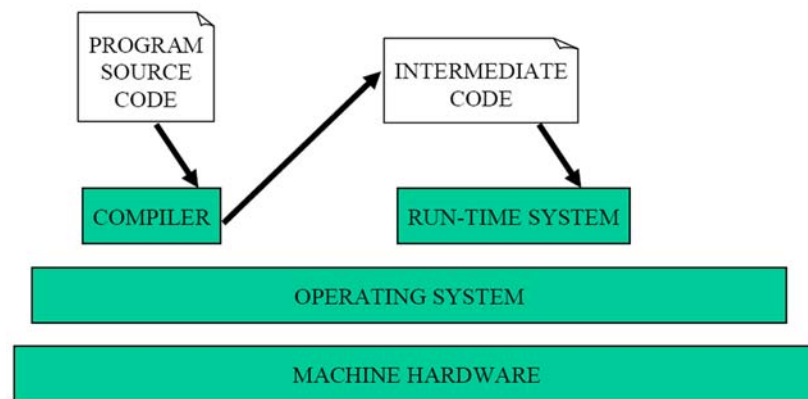 PROGRAM
SOURCE
CODE
INTERMEDIATE
CODE
COMPILER
RUN-TIME SYSTEM
OPERATING SYSTEM
MACHINE HARDWARE